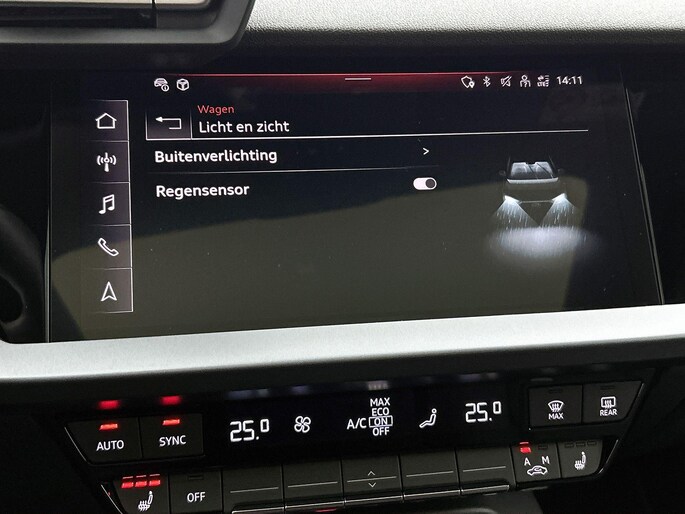 14:11
Wagen
Licht en zicht
Buitenverlichting >
Regensensor
AUTO
SYNC
25.0
A/C
MAX
ECO
ON
OFF
25.0
MAX
REAR
OFF
A M